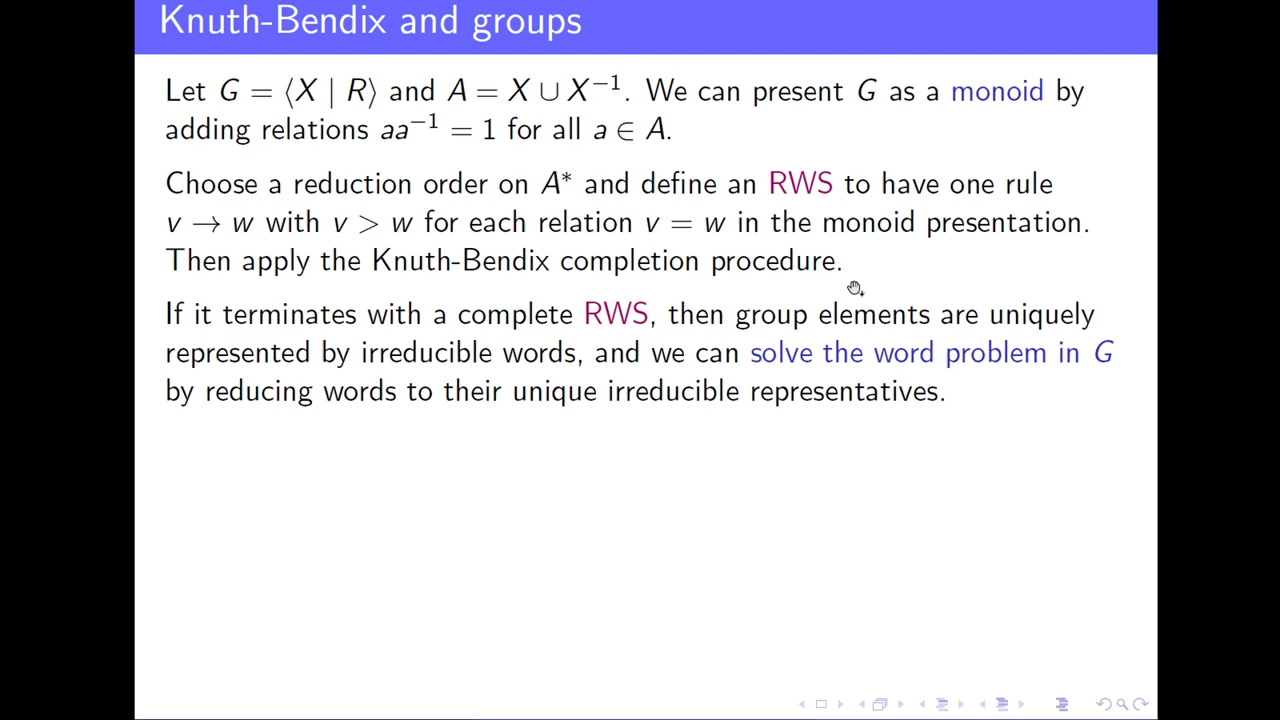 Knuth-Bendix and groups
Let G = ⟨X | R⟩ and A = X ∪ X⁻¹. We can present G as a monoid by
adding relations aa⁻¹ = 1 for all a ∈ A.
Choose a reduction order on A* and define an RWS to have one rule
v → w with v > w for each relation v = w in the monoid presentation.
Then apply the Knuth-Bendix completion procedure.
If it terminates with a complete RWS, then group elements are uniquely
represented by irreducible words, and we can solve the word problem in G
by reducing words to their unique irreducible representatives.